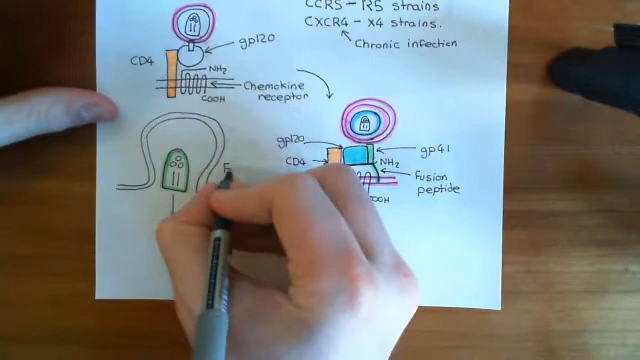 CCR5 - R5 strains
CXCR4 - X4 strains.
Chronic infection
gp120
CD4
NH₂
Chemokine
receptor
COOH
gp120
gp41
CD4
NH₂
Fusion
peptide
COOH